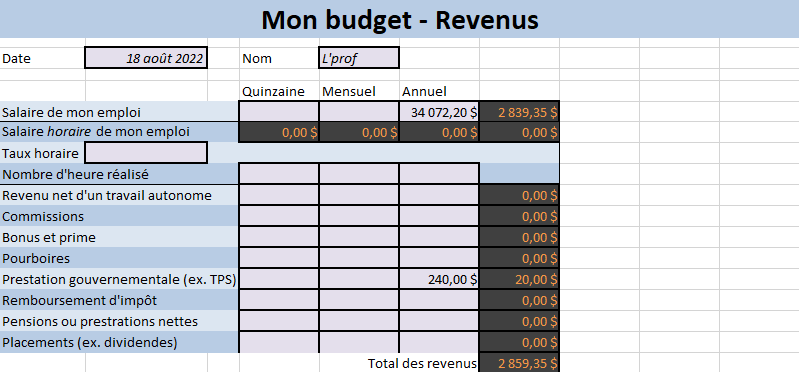 Mon budget - Revenus
Date 18 août 2022 Nom L'prof
Quinzaine Mensuel Annuel
Salaire de mon emploi 34 072,20 $ 2 839,35 $
Salaire horaire de mon emploi 0,00 $ 0,00 $ 0,00 $ 0,00 $
Taux horaire
Nombre d'heure réalisé
Revenu net d'un travail autonome 0,00 $
Commissions 0,00 $
Bonus et prime 0,00 $
Pourboires 0,00 $
Prestation gouvernementale (ex. TPS) 240,00 $ 20,00 $
Remboursement d'impôt 0,00 $
Pensions ou prestrations nettes 0,00 $
Placements (ex. dividendes) 0,00 $
Total des revenus 2 859,35 $